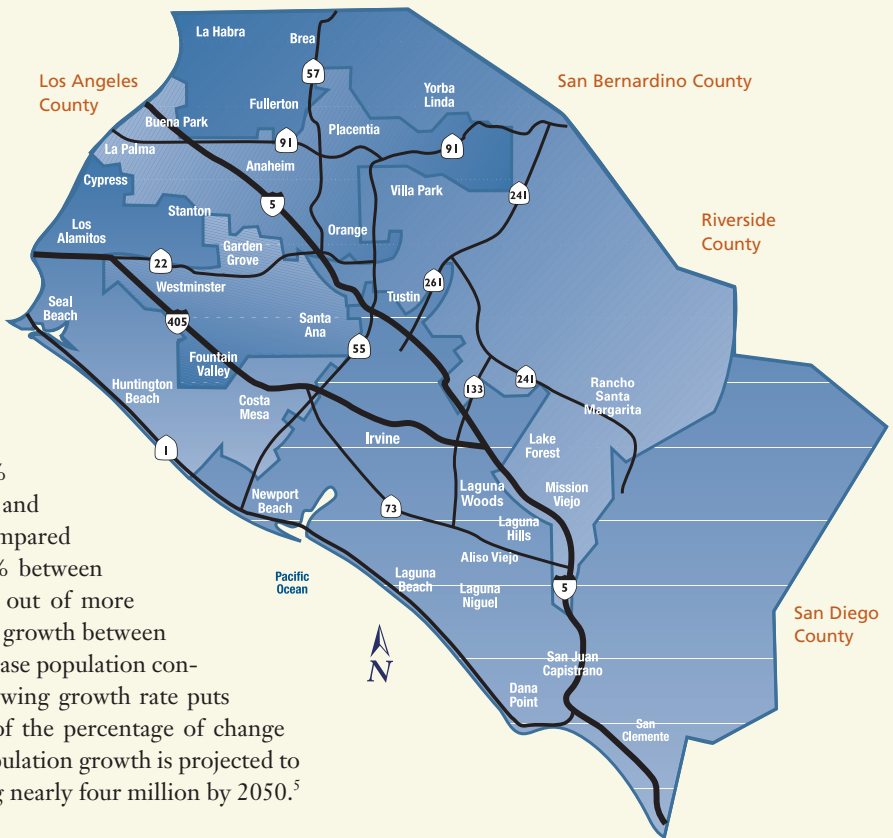 La Habra
Brea
57
Los Angeles
County
San Bernardino County
Yorba
Linda
Fullerton
Buena Park
Placentia
91
91
La Palma
Anaheim
Cypress
Villa Park
241
5
Stanton
Los
Alamitos
Garden
Grove
Orange
Riverside
County
22
Westminster
261
Tustin
Seal
Beach
405
Santa
Ana
55
Fountain
Valley
Huntington
Beach
133
241
Rancho
Santa
Margarita
Costa
Mesa
Irvine
Lake
Forest
1
Newport
Beach
73
Laguna
Woods
Mission
Viejo
Laguna
Hills
Aliso Viejo
Pacific
Ocean
Laguna
Beach
Laguna
Niguel
5
San Diego
County
N
San Juan
Capistrano
Dana
Point
San
Clemente
%
and
mpared
% between
out of more
growth between
ase population con-
wing growth rate puts
of the percentage of change
pulation growth is projected to
g nearly four million by 2050.5